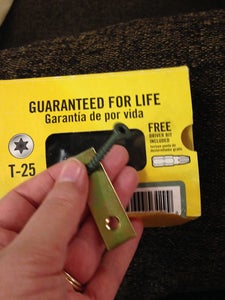 GUARANTEED FOR LIFE
Garantía de por vida
FREE
DRIVER BIT
INCLUDED
T-25